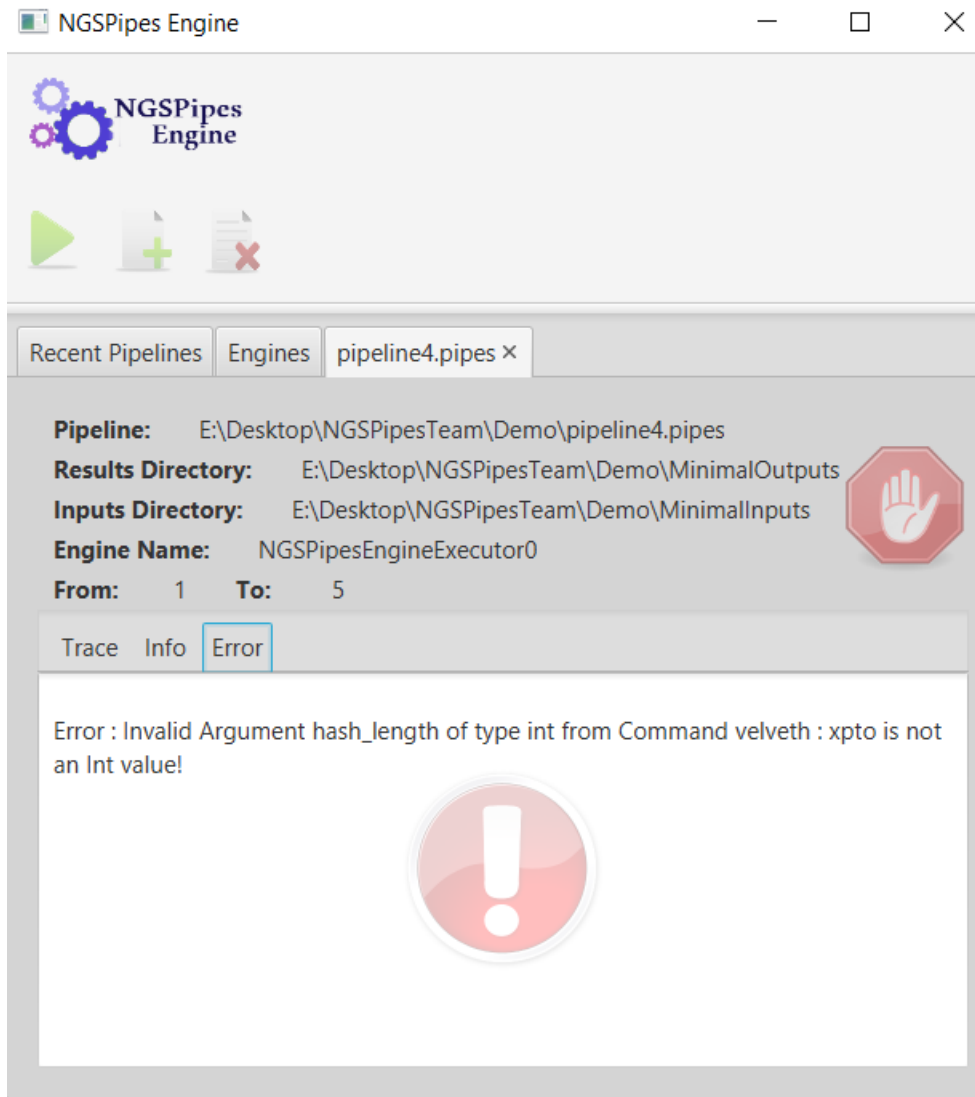 NGSPipes Engine
NGSPipes
Engine
Recent Pipelines Engines pipeline4.pipes ×
Pipeline: E:\Desktop\NGSPipesTeam\Demo\pipeline4.pipes
Results Directory: E:\Desktop\NGSPipesTeam\Demo\MinimalOutputs
Inputs Directory: E:\Desktop\NGSPipesTeam\Demo\MinimalInputs
Engine Name: NGSPipesEngineExecutor0
From: 1 To: 5
Trace Info Error
Error : Invalid Argument hash_length of type int from Command velveth : xpto is not
an Int value!